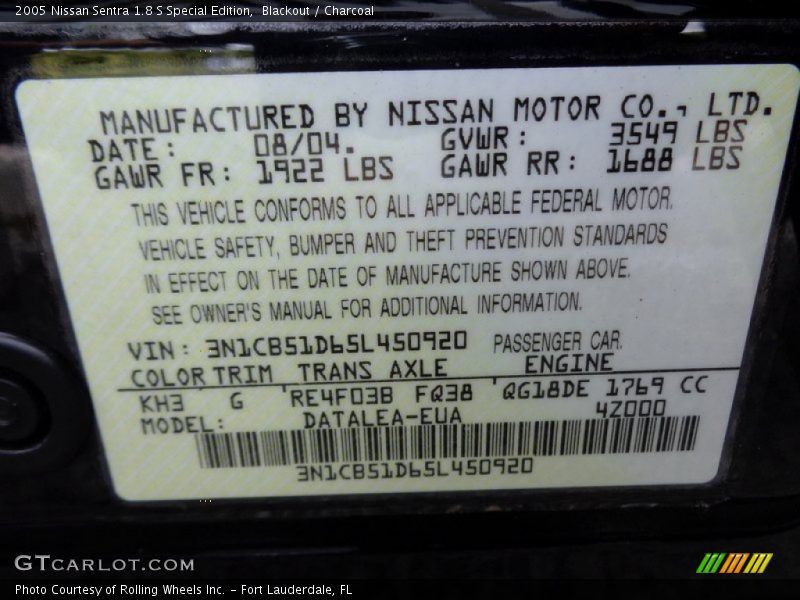 2005 Nissan Sentra 1.8 S Special Edition, Blackout / Charcoal
MANUFACTURED BY NISSAN MOTOR CO., LTD.
DATE: 08/04. GVWR: 3549 LBS
GAWR FR: 1922 LBS GAWR RR: 1688 LBS
THIS VEHICLE CONFORMS TO ALL APPLICABLE FEDERAL MOTOR.
VEHICLE SAFETY, BUMPER AND THEFT PREVENTION STANDARDS
IN EFFECT ON THE DATE OF MANUFACTURE SHOWN ABOVE.
SEE OWNER'S MANUAL FOR ADDITIONAL INFORMATION.
VIN: 3N1CB51D65L450920 PASSENGER CAR.
COLOR TRIM TRANS AXLE ENGINE
KH3 G RE4F03B FQ38 QG18DE 1769 CC
MODEL: DATALEA-EUA 4Z000
3N1CB51D65L450920
GTCARLOT.COM
Photo Courtesy of Rolling Wheels Inc. - Fort Lauderdale, FL